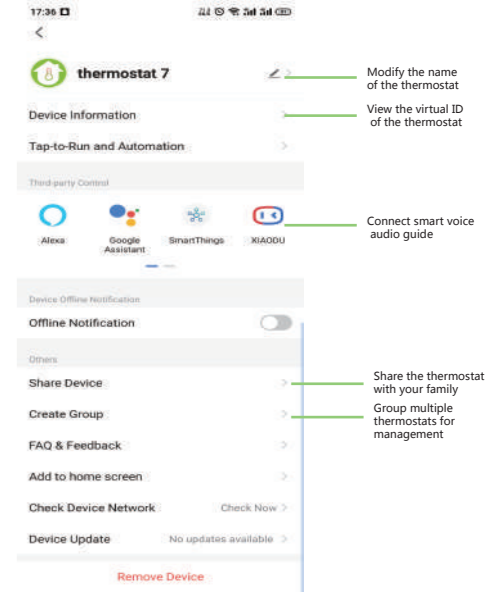 17:36
thermostat 7
Modify the name
of the thermostat
Device Information
View the virtual ID
of the thermostat
Tap-to-Run and Automation
Third-party Control
Alexa
Google
Assistant
SmartThings
XIAODU
Connect smart voice
audio guide
Device Offline Notification
Offline Notification
Others
Share Device
Share the thermostat
with your family
Create Group
Group multiple
thermostats for
management
FAQ & Feedback
Add to home screen
Check Device Network Check Now
Device Update No updates available
Remove Device